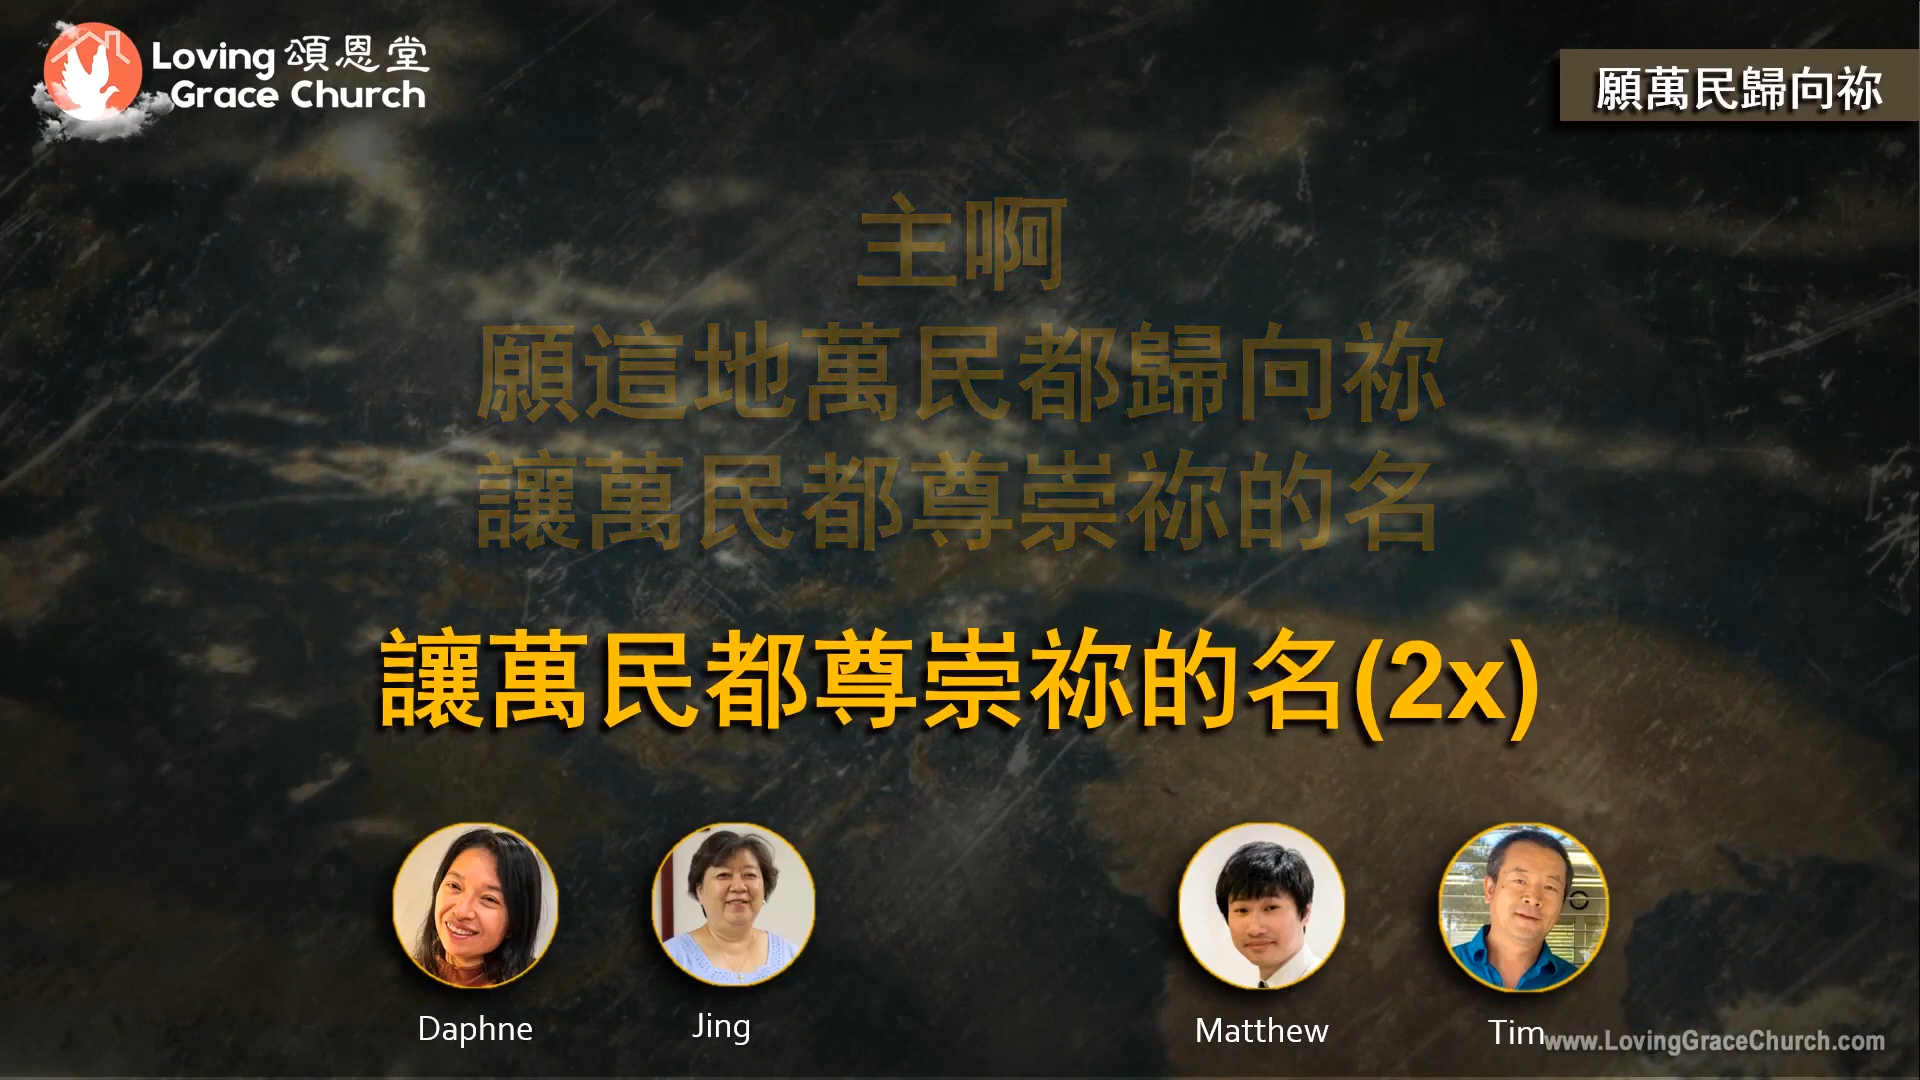 Loving 頌恩堂
Grace Church
願萬民歸向祢
主啊
願這地萬民都歸向祢
讓萬民都尊崇祢的名
讓萬民都尊崇祢的名(2x)
Daphne
Jing
Matthew
Tim
www.LovingGraceChurch.com